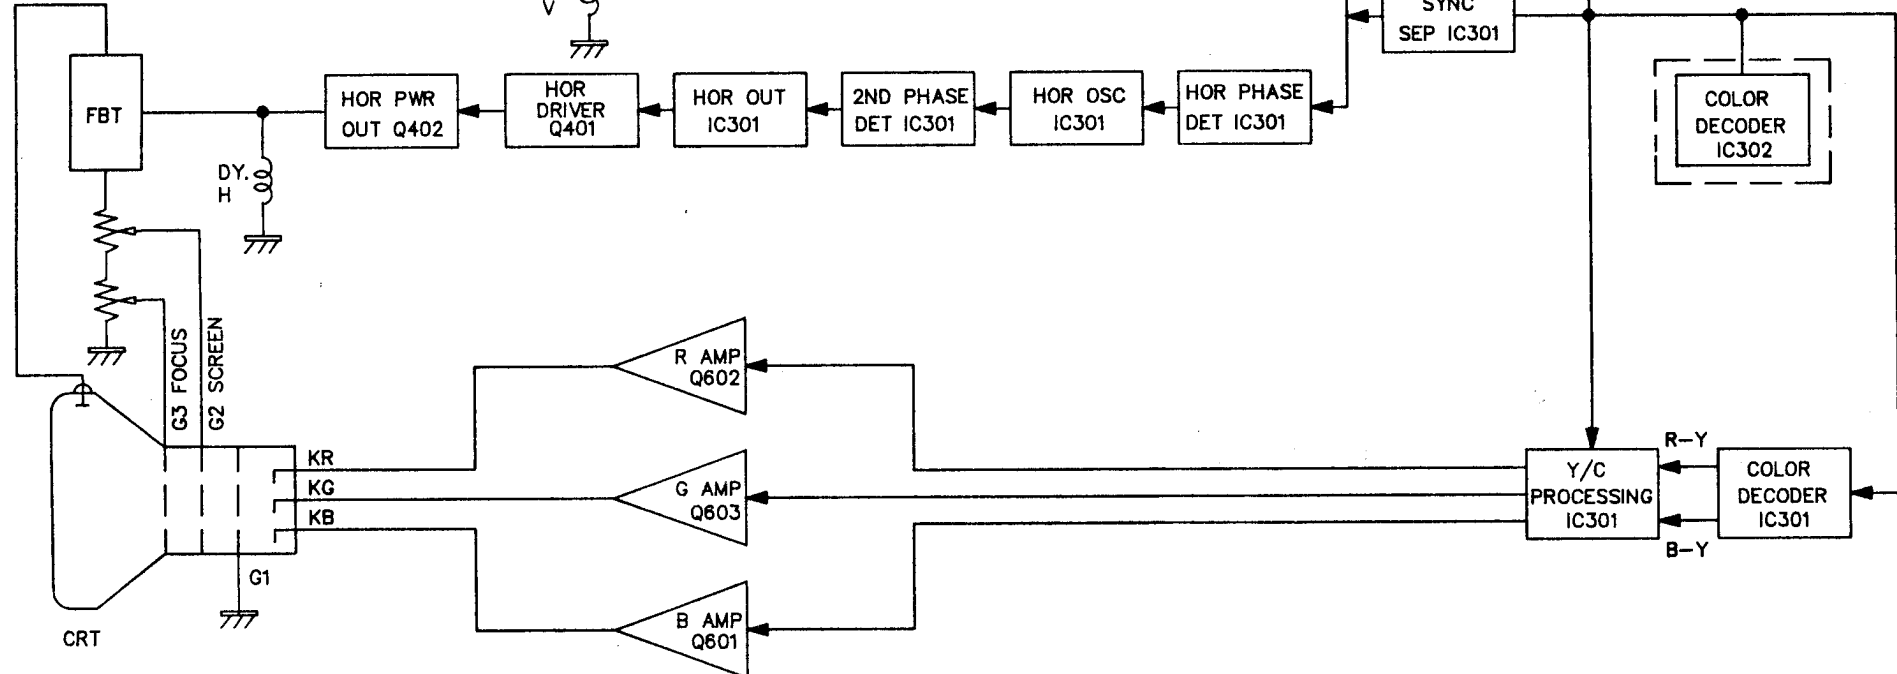 V
SYNC
SEP IC301
FBT
HOR PWR
OUT Q402
HOR
DRIVER
Q401
HOR OUT
IC301
2ND PHASE
DET IC301
HOR OSC
IC301
HOR PHASE
DET IC301
COLOR
DECODER
IC302
DY.
H
G3 FOCUS
G2 SCREEN
R AMP
Q602
KR
KG
KB
G AMP
Q603
R-Y
Y/C
PROCESSING
IC301
COLOR
DECODER
IC301
B-Y
G1
B AMP
Q601
CRT